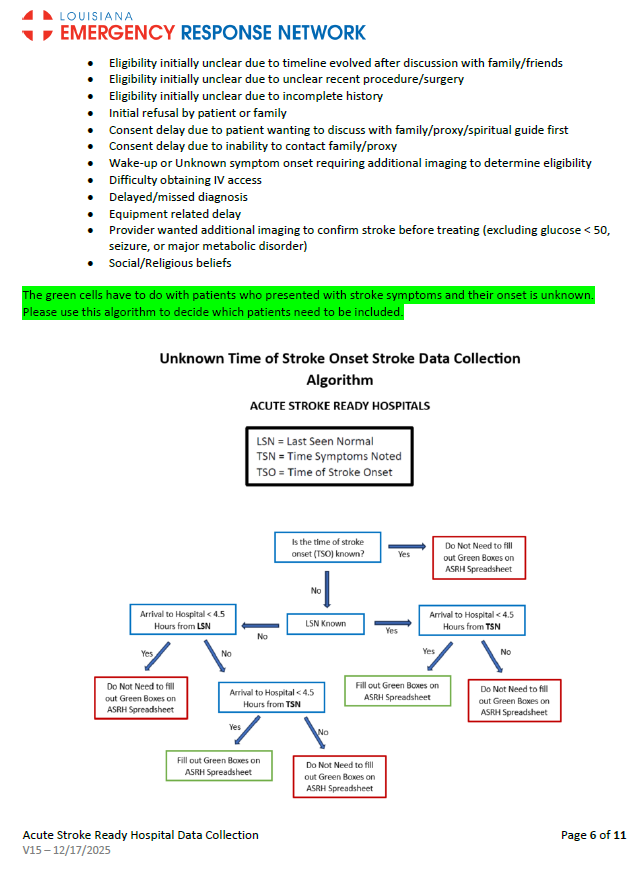 LOUISIANA
EMERGENCY RESPONSE NETWORK
• Eligibility initially unclear due to timeline evolved after discussion with family/friends
• Eligibility initially unclear due to unclear recent procedure/surgery
• Eligibility initially unclear due to incomplete history
• Initial refusal by patient or family
• Consent delay due to patient wanting to discuss with family/proxy/spiritual guide first
• Consent delay due to inability to contact family/proxy
• Wake-up or Unknown symptom onset requiring additional imaging to determine eligibility
• Difficulty obtaining IV access
• Delayed/missed diagnosis
• Equipment related delay
• Provider wanted additional imaging to confirm stroke before treating (excluding glucose < 50,
seizure, or major metabolic disorder)
• Social/Religious beliefs
The green cells have to do with patients who presented with stroke symptoms and their onset is unknown.
Please use this algorithm to decide which patients need to be included.
Unknown Time of Stroke Onset Stroke Data Collection
Algorithm
ACUTE STROKE READY HOSPITALS
LSN = Last Seen Normal
TSN = Time Symptoms Noted
TSO = Time of Stroke Onset
Is the time of stroke
onset (TSO) known?
Yes
Do Not Need to fill
out Green Boxes on
ASRH Spreadsheet
No
Arrival to Hospital < 4.5
Hours from LSN
No
LSN Known
Yes
Arrival to Hospital < 4.5
Hours from TSN
Yes
No
Yes
No
Do Not Need to fill
out Green Boxes on
ASRH Spreadsheet
Arrival to Hospital < 4.5
Hours from TSN
Fill out Green Boxes on
ASRH Spreadsheet
Do Not Need to fill
out Green Boxes on
ASRH Spreadsheet
Yes
No
Fill out Green Boxes on
ASRH Spreadsheet
Do Not Need to fill
out Green Boxes on
ASRH Spreadsheet
Acute Stroke Ready Hospital Data Collection
Page 6 of 11
V15 – 12/17/2025